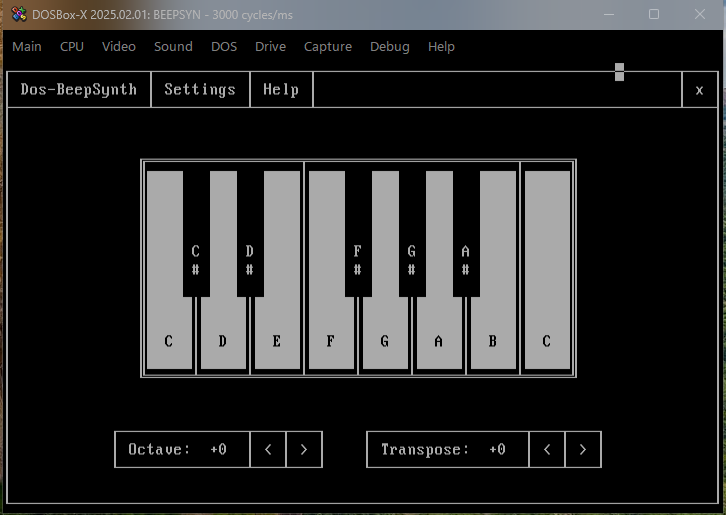 DOSBox-X 2025.02.01: BEEPSYN - 3000 cycles/ms
Main CPU Video Sound DOS Drive Capture Debug Help
Dos-BeepSynth Settings Help x
C D F G A
# # # # #
C D E F G A B C
Octave: +0 < > Transpose: +0 < >